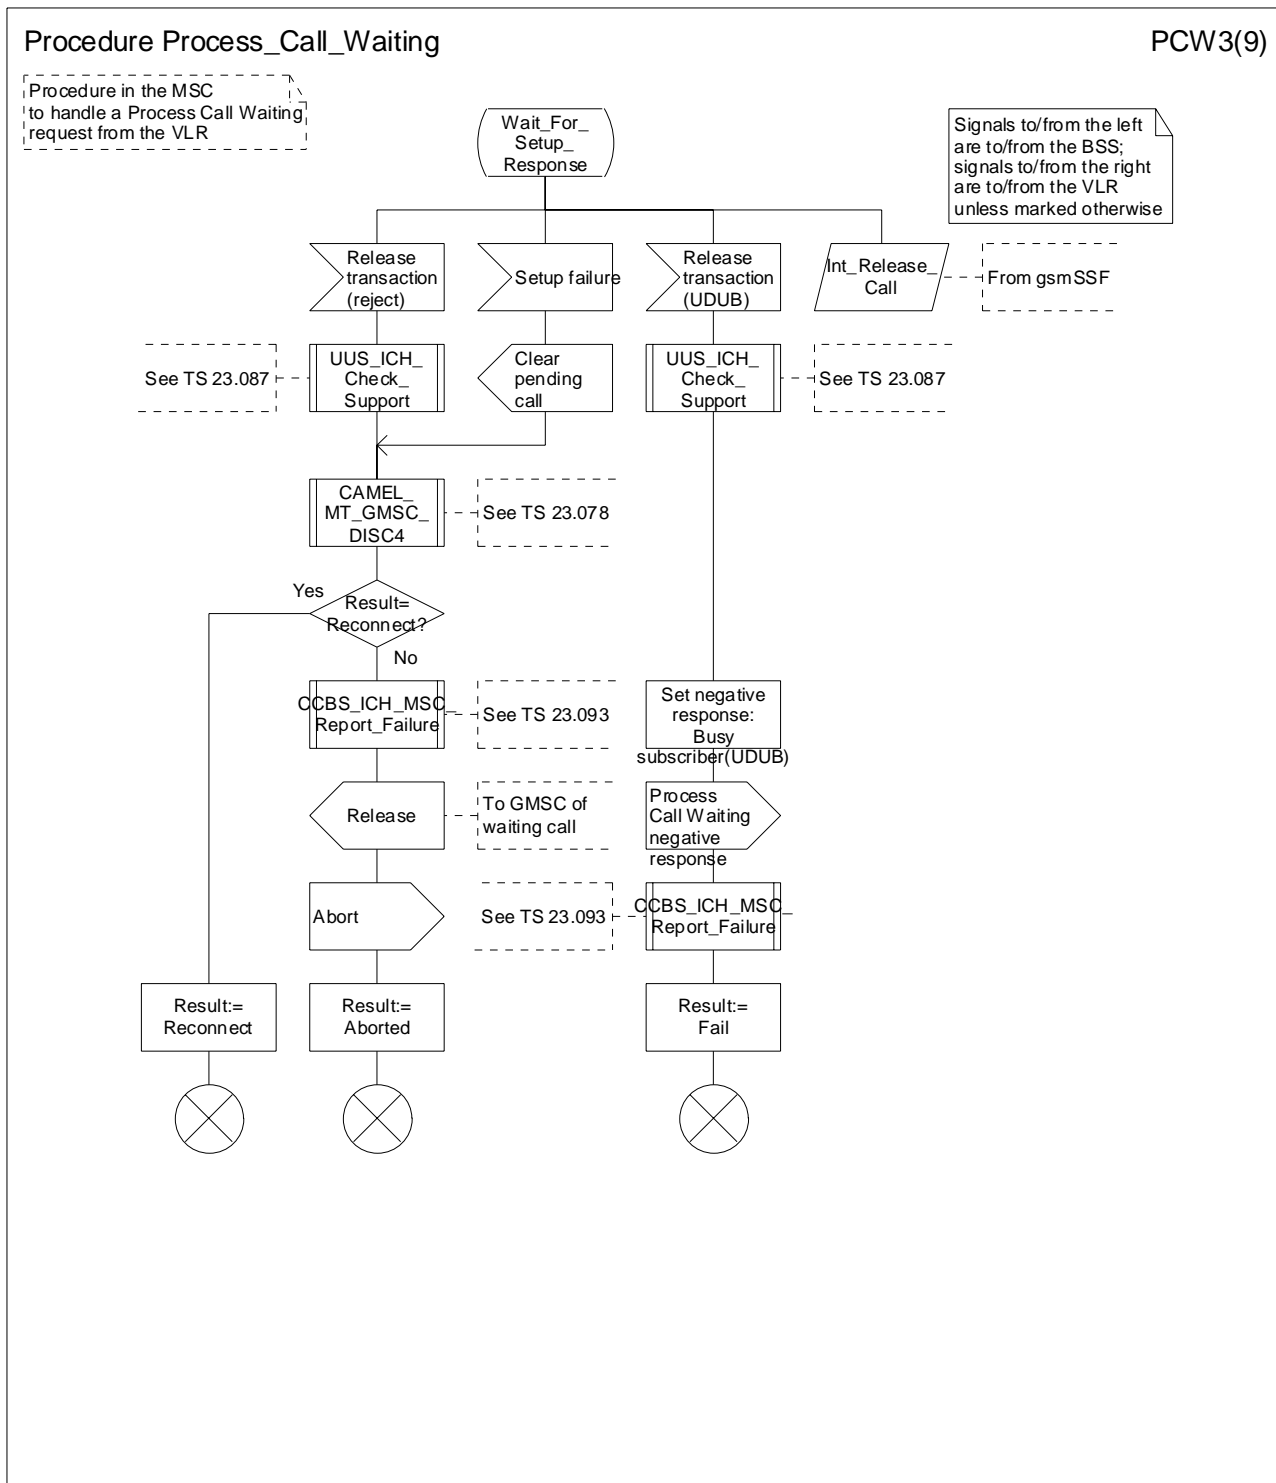 Procedure Process_Call_Waiting
PCW3(9)
Procedure in the MSC
to handle a Process Call Waiting
request from the VLR
Wait_For_
Setup_
Response
Signals to/from the left
are to/from the BSS;
signals to/from the right
are to/from the VLR
unless marked otherwise
Release
transaction
(reject)
Setup failure
Release
transaction
(UDUB)
Int_Release_
Call
From gsmSSF
See TS 23.087
UUS_ICH_
Check_
Support
Clear
pending
call
UUS_ICH_
Check_
Support
See TS 23.087
CAMEL_
MT_GMSC_
DISC4
See TS 23.078
Yes
Result=
Reconnect?
No
CCBS_ICH_MSC_
Report_Failure
See TS 23.093
Set negative
response:
Busy
subscriber(UDUB)
Release
To GMSC of
waiting call
Process
Call Waiting
negative
response
Abort
See TS 23.093
CCBS_ICH_MSC_
Report_Failure
Result:=
Reconnect
Result:=
Aborted
Result:=
Fail